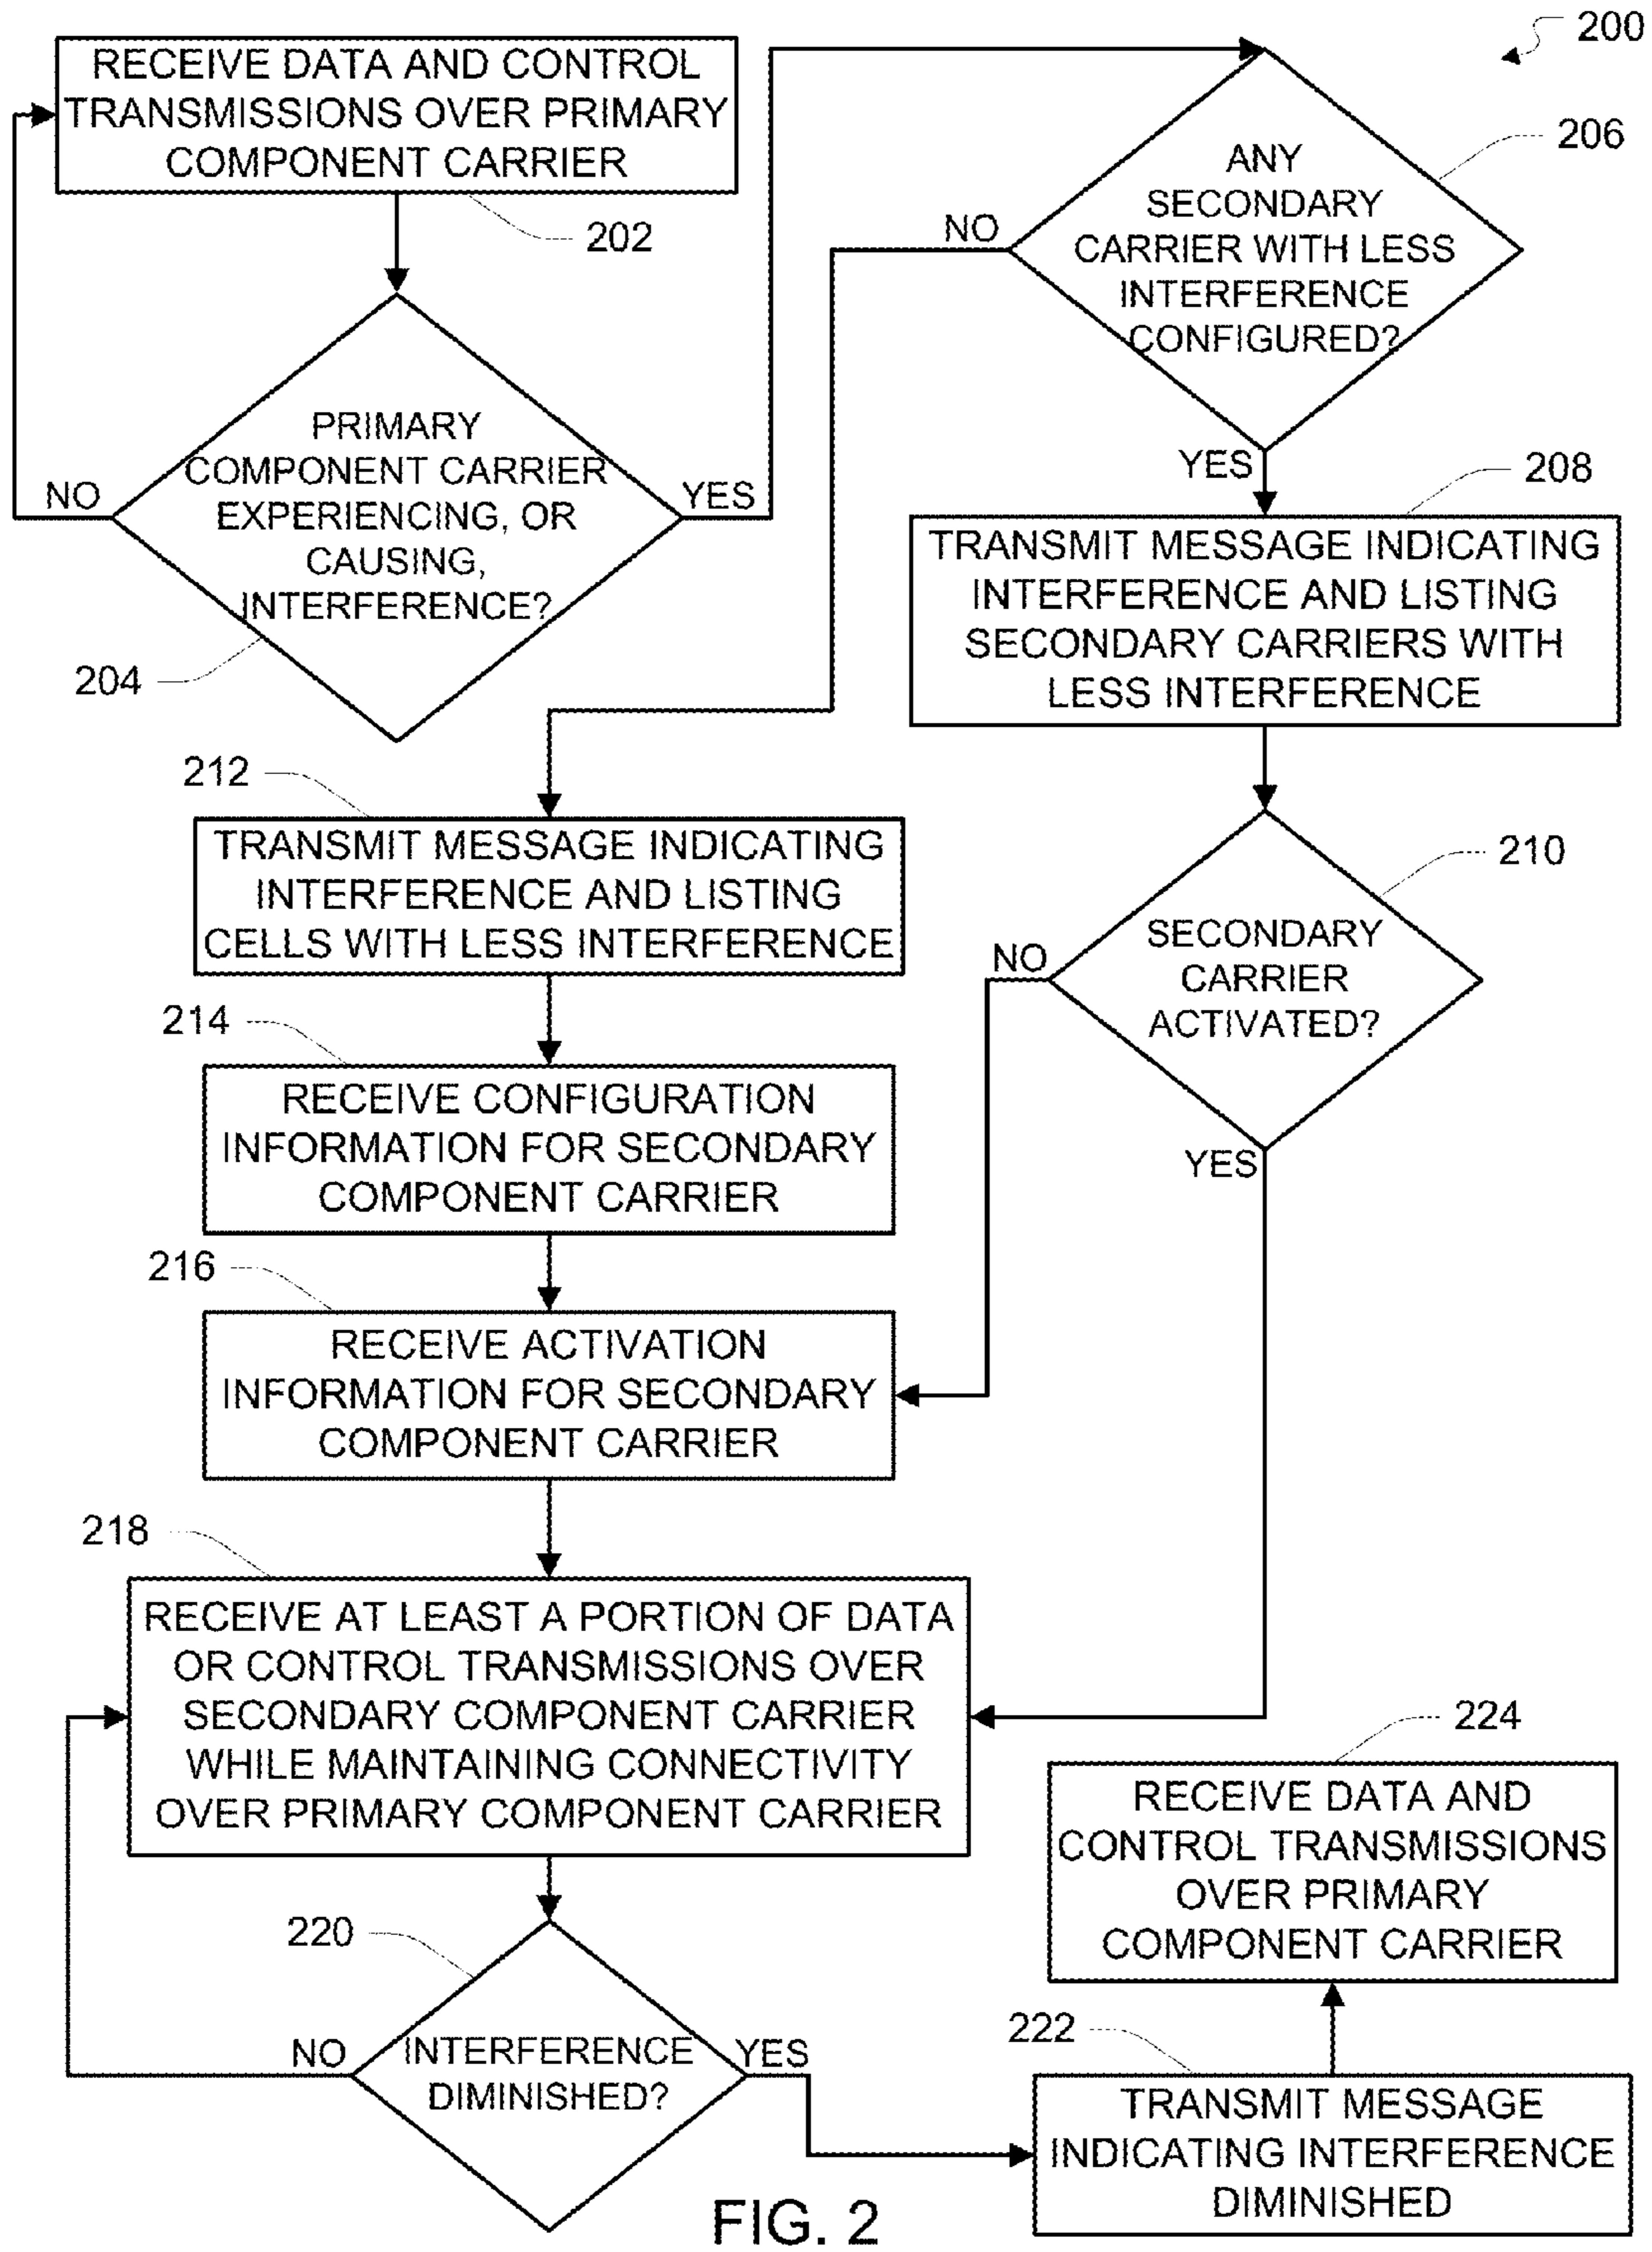 200
RECEIVE DATA AND CONTROL
TRANSMISSIONS OVER PRIMARY
COMPONENT CARRIER
202
PRIMARY
COMPONENT CARRIER
EXPERIENCING, OR
CAUSING,
INTERFERENCE?
NO
YES
204
ANY
SECONDARY
CARRIER WITH LESS
INTERFERENCE
CONFIGURED?
206
NO
YES
208
TRANSMIT MESSAGE INDICATING
INTERFERENCE AND LISTING
SECONDARY CARRIERS WITH
LESS INTERFERENCE
210
SECONDARY
CARRIER
ACTIVATED?
NO
YES
212
TRANSMIT MESSAGE INDICATING
INTERFERENCE AND LISTING
CELLS WITH LESS INTERFERENCE
214
RECEIVE CONFIGURATION
INFORMATION FOR SECONDARY
COMPONENT CARRIER
216
RECEIVE ACTIVATION
INFORMATION FOR SECONDARY
COMPONENT CARRIER
218
RECEIVE AT LEAST A PORTION OF DATA
OR CONTROL TRANSMISSIONS OVER
SECONDARY COMPONENT CARRIER
WHILE MAINTAINING CONNECTIVITY
OVER PRIMARY COMPONENT CARRIER
220
INTERFERENCE
DIMINISHED?
NO
YES
222
TRANSMIT MESSAGE
INDICATING INTERFERENCE
DIMINISHED
224
RECEIVE DATA AND
CONTROL TRANSMISSIONS
OVER PRIMARY
COMPONENT CARRIER
FIG. 2